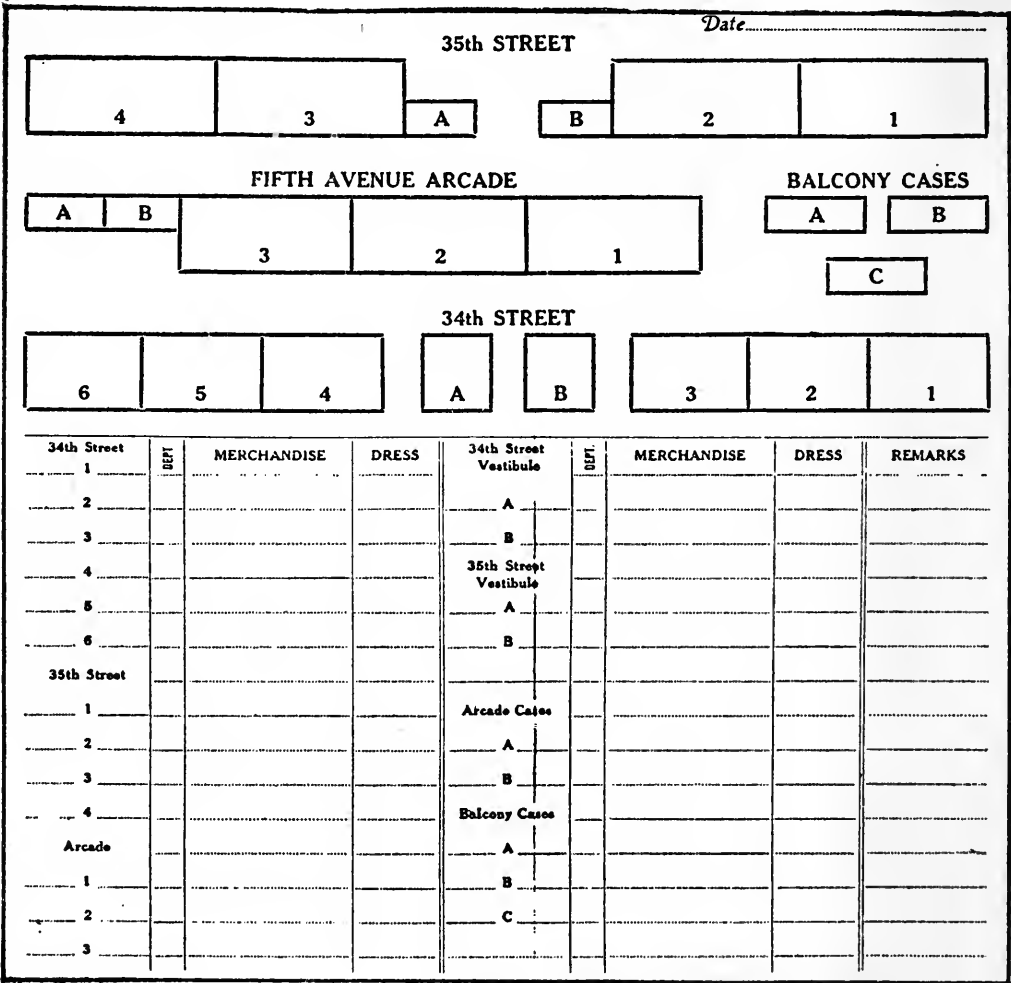 Date
35th STREET
4 3 A B 2 1
FIFTH AVENUE ARCADE BALCONY CASES
A B A B
3 2 1
C
34th STREET
6 5 4 A B 3 2 1
34th Street DEPT MERCHANDISE DRESS 34th Street Vestibule DEPT. MERCHANDISE DRESS REMARKS
1
2 A
3 B
4 35th Street Vestibule
5 A
6 B
35th Street
1 Arcade Cases
2 A
3 B
4 Balcony Cases
Arcade A
1 B
2 C
3